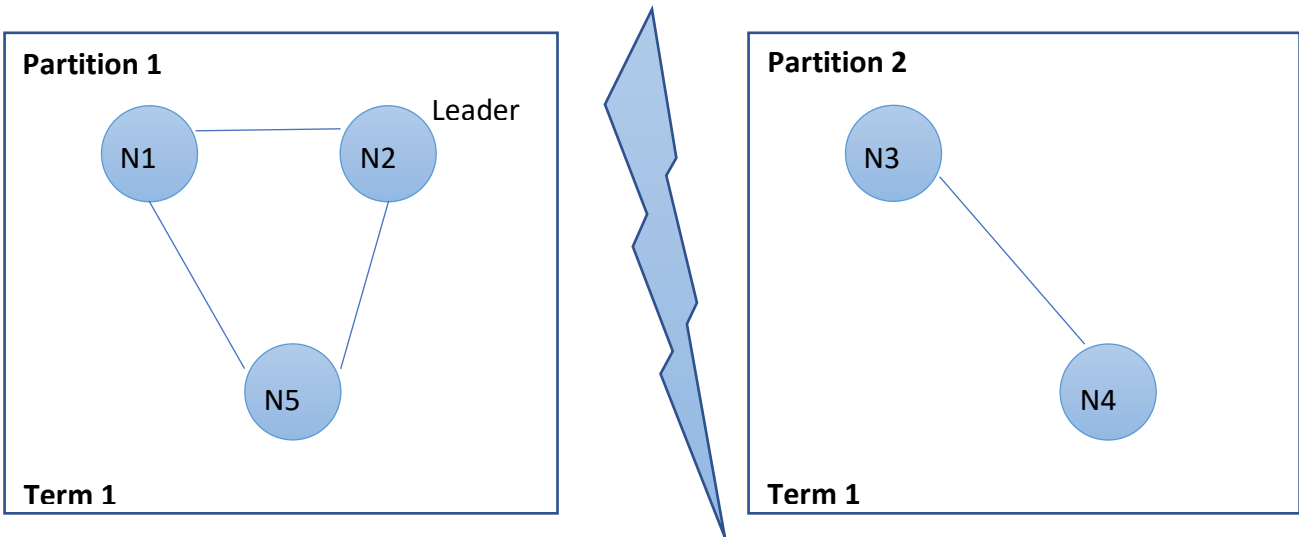 Partition 1
Leader
N1
N2
N5
Term 1
Partition 2
N3
N4
Term 1